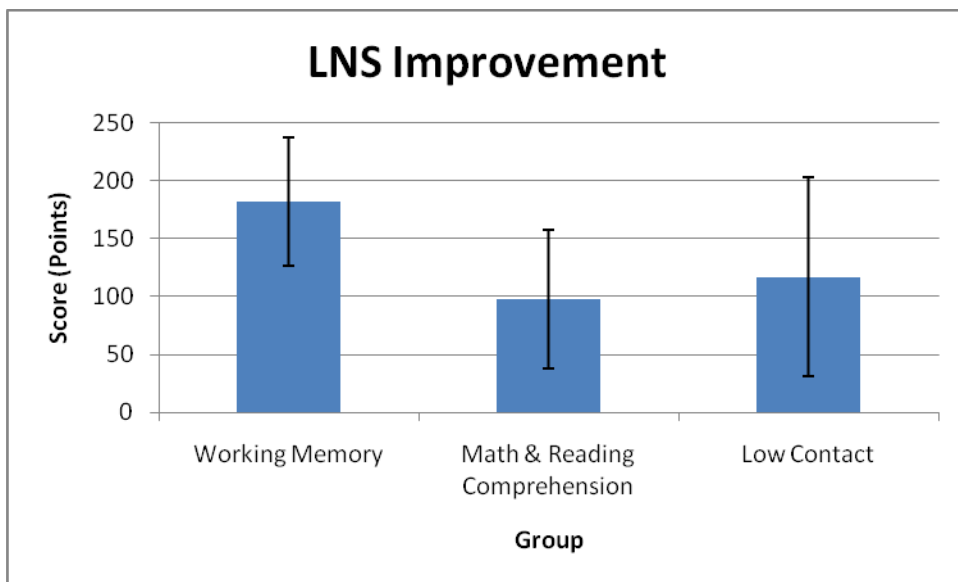 LNS Improvement
Score (Points)
250
200
150
100
50
0
Working Memory
Math & Reading
Comprehension
Low Contact
Group